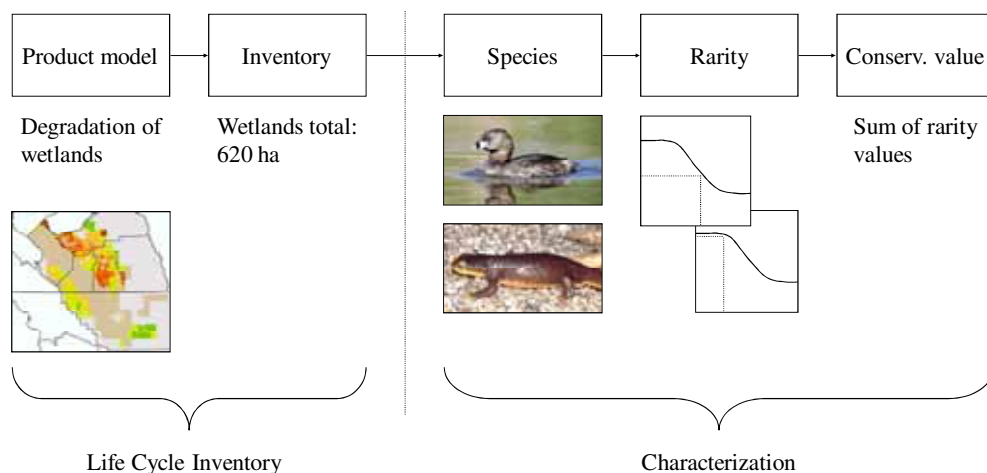 Product model
Inventory
Species
Rarity
Conserv. value
Degradation of
wetlands
Wetlands total:
620 ha
Sum of rarity
values
Life Cycle Inventory
Characterization